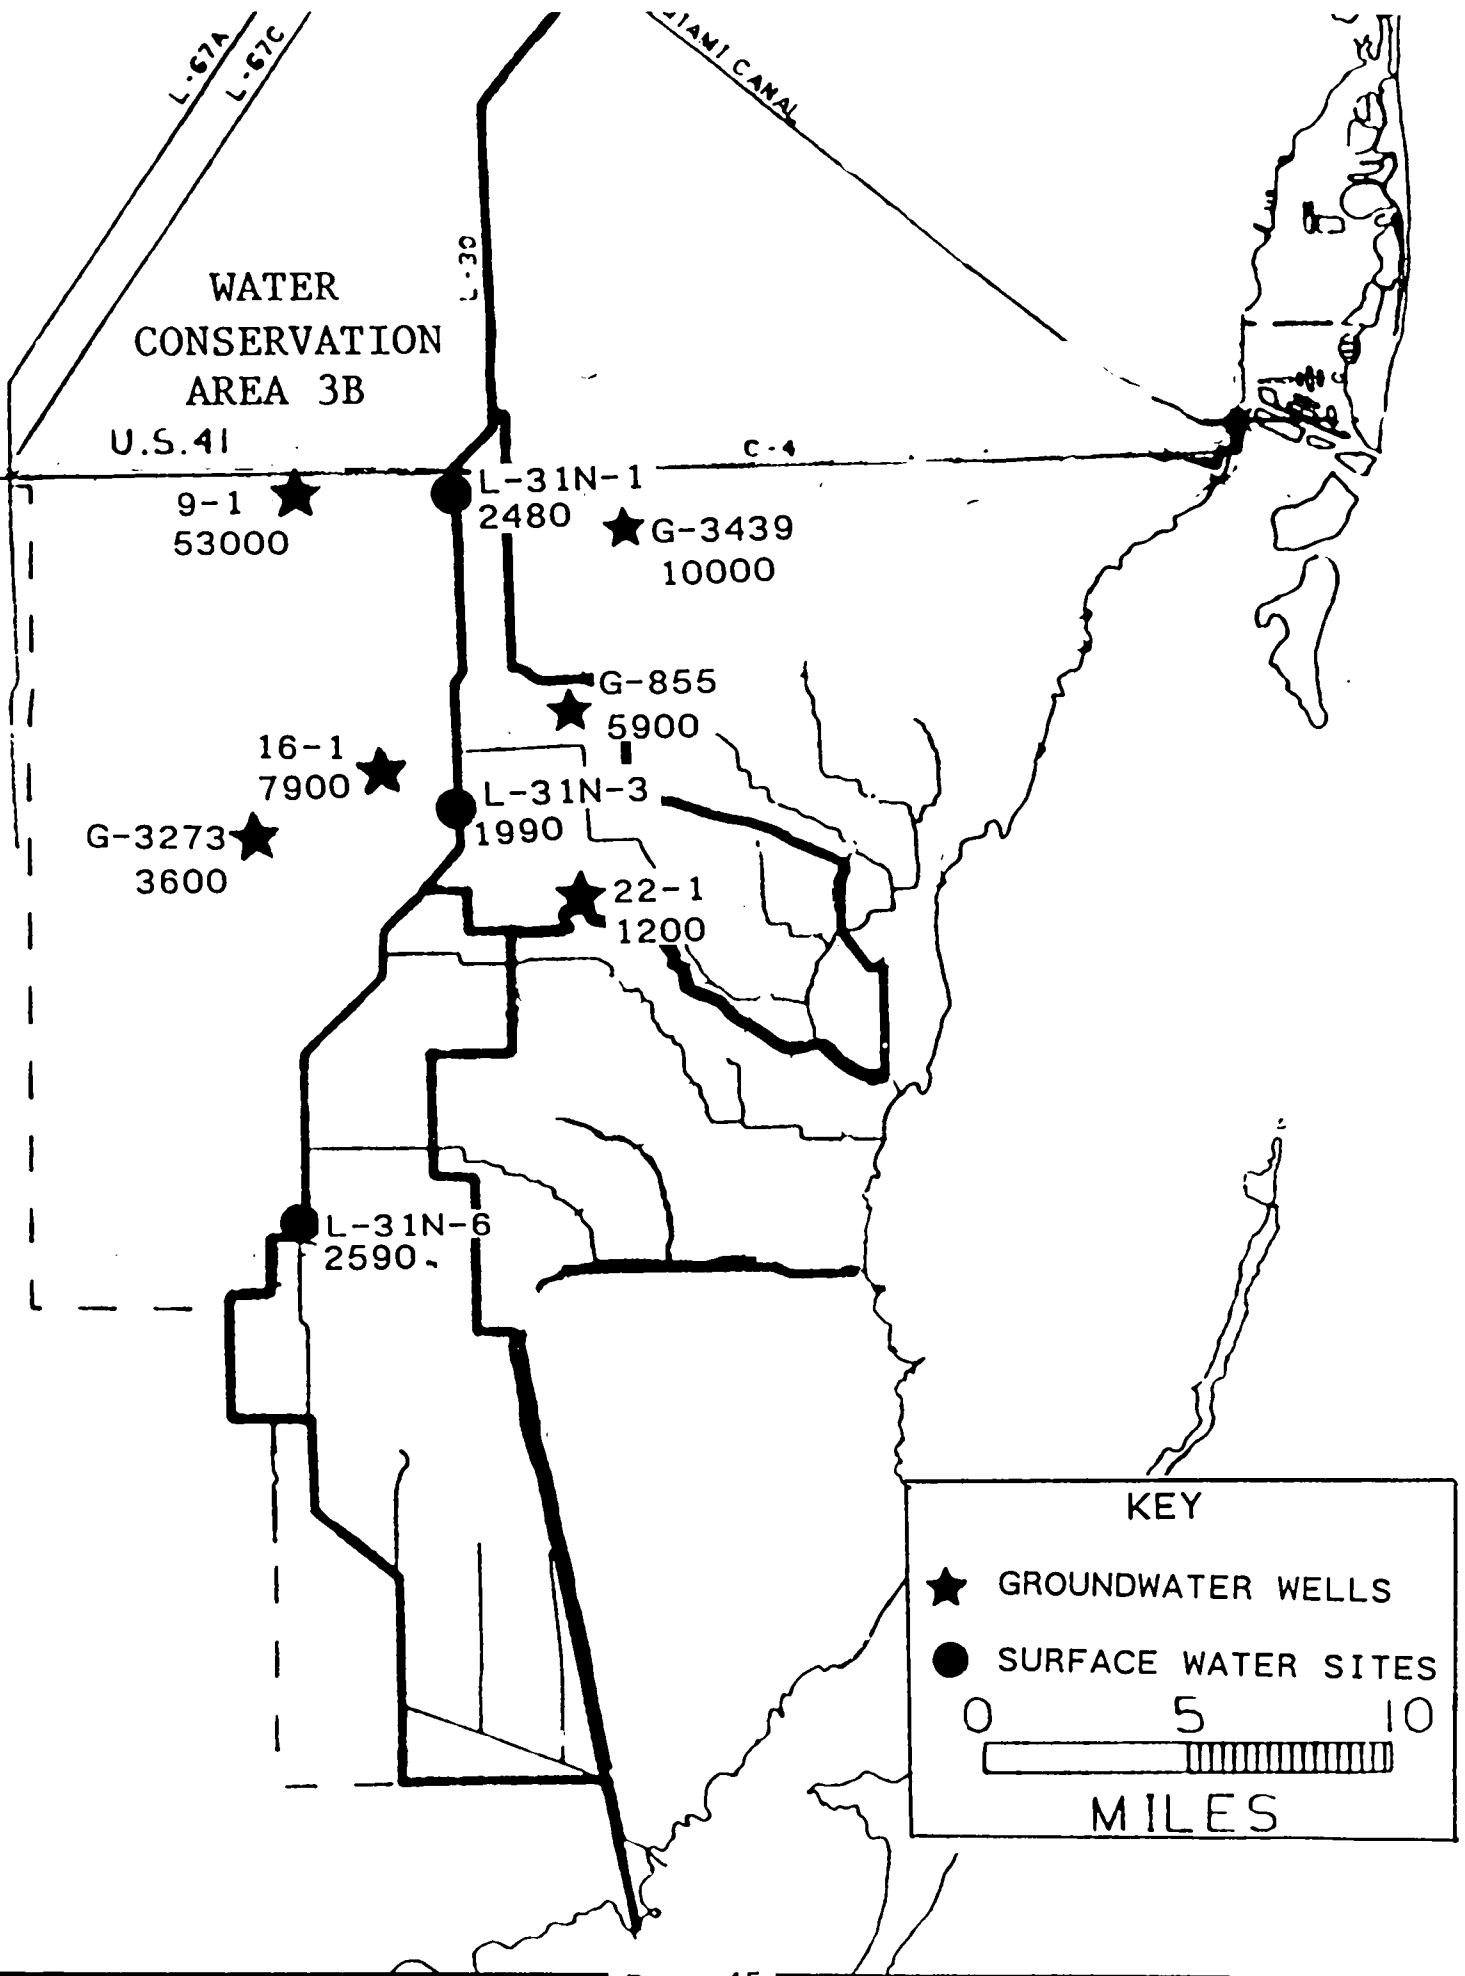 L-67A
L-67C
IAMI CANAL
L-30
WATER
CONSERVATION
AREA 3B
U.S.41
C-4
9-1
53000
L-31N-1
2480
G-3439
10000
G-855
5900
16-1
7900
L-31N-3
1990
G-3273
3600
22-1
1200
L-31N-6
2590
KEY
GROUNDWATER WELLS
SURFACE WATER SITES
0 5 10
MILES